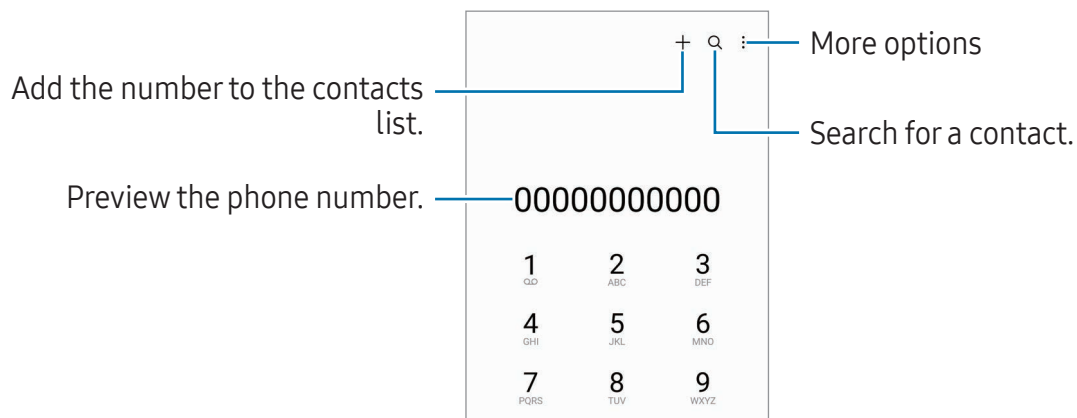 +
More options
Add the number to the contacts
list.
Search for a contact.
Preview the phone number.
00000000000
1 2 3
ABC DEF
4 5 6
GHI JKL MNO
7 8 9
PQRS TUV WXYZ